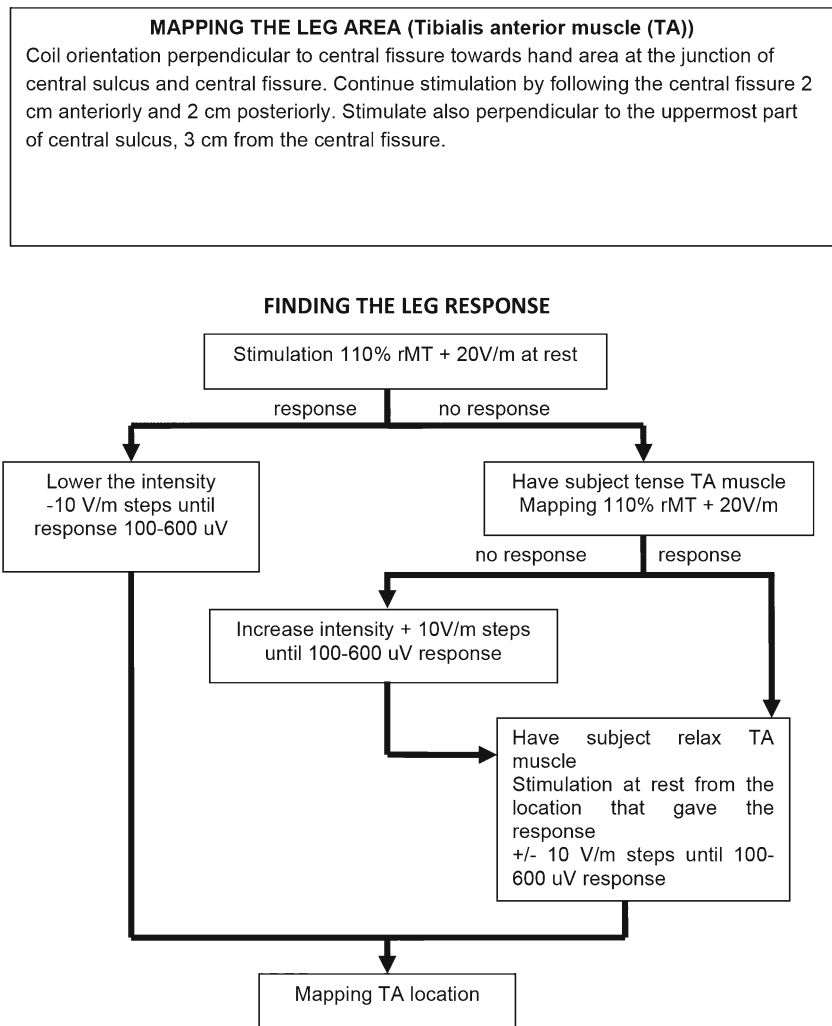 MAPPING THE LEG AREA (Tibialis anterior muscle (TA))
Coil orientation perpendicular to central fissure towards hand area at the junction of
central sulcus and central fissure. Continue stimulation by following the central fissure 2
cm anteriorly and 2 cm posteriorly. Stimulate also perpendicular to the uppermost part
of central sulcus, 3 cm from the central fissure.
FINDING THE LEG RESPONSE
Stimulation 110% rMT + 20V/m at rest
response
no response
Lower the intensity
-10 V/m steps until
response 100-600 uV
Have subject tense TA muscle
Mapping 110% rMT + 20V/m
no response
response
Increase intensity + 10V/m steps
until 100-600 uV response
Have subject relax TA
muscle
Stimulation at rest from the
location that gave the
response
+/- 10 V/m steps until 100-
600 uV response
Mapping TA location